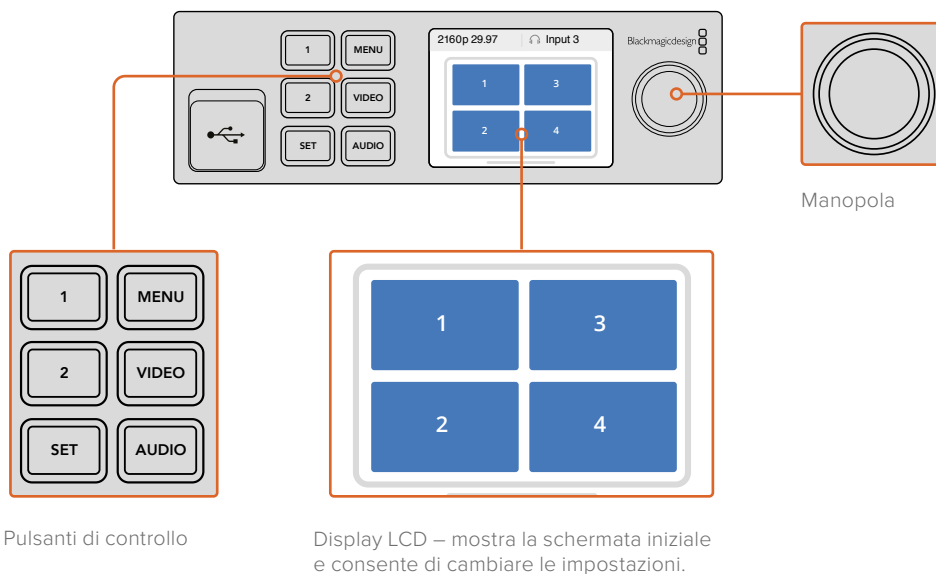 1 MENU
2 VIDEO
SET AUDIO
2160p 29.97 Input 3
1 3
2 4
Blackmagicdesign
Manopola
1 MENU
2 VIDEO
SET AUDIO
Pulsanti di controllo
1 3
2 4
Display LCD – mostra la schermata iniziale
e consente di cambiare le impostazioni.